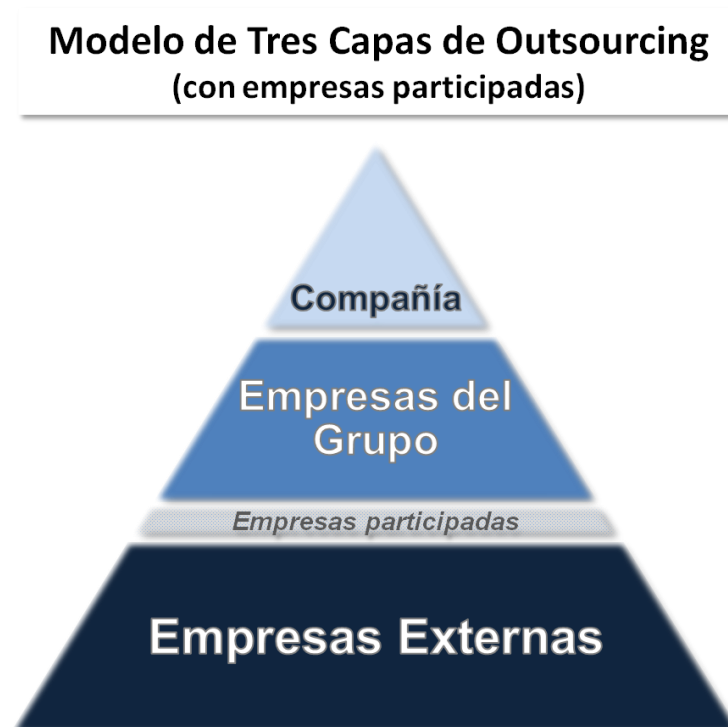 Modelo de Tres Capas de Outsourcing
(con empresas participadas)
Compañía
Empresas del
Grupo
Empresas participadas
Empresas Externas